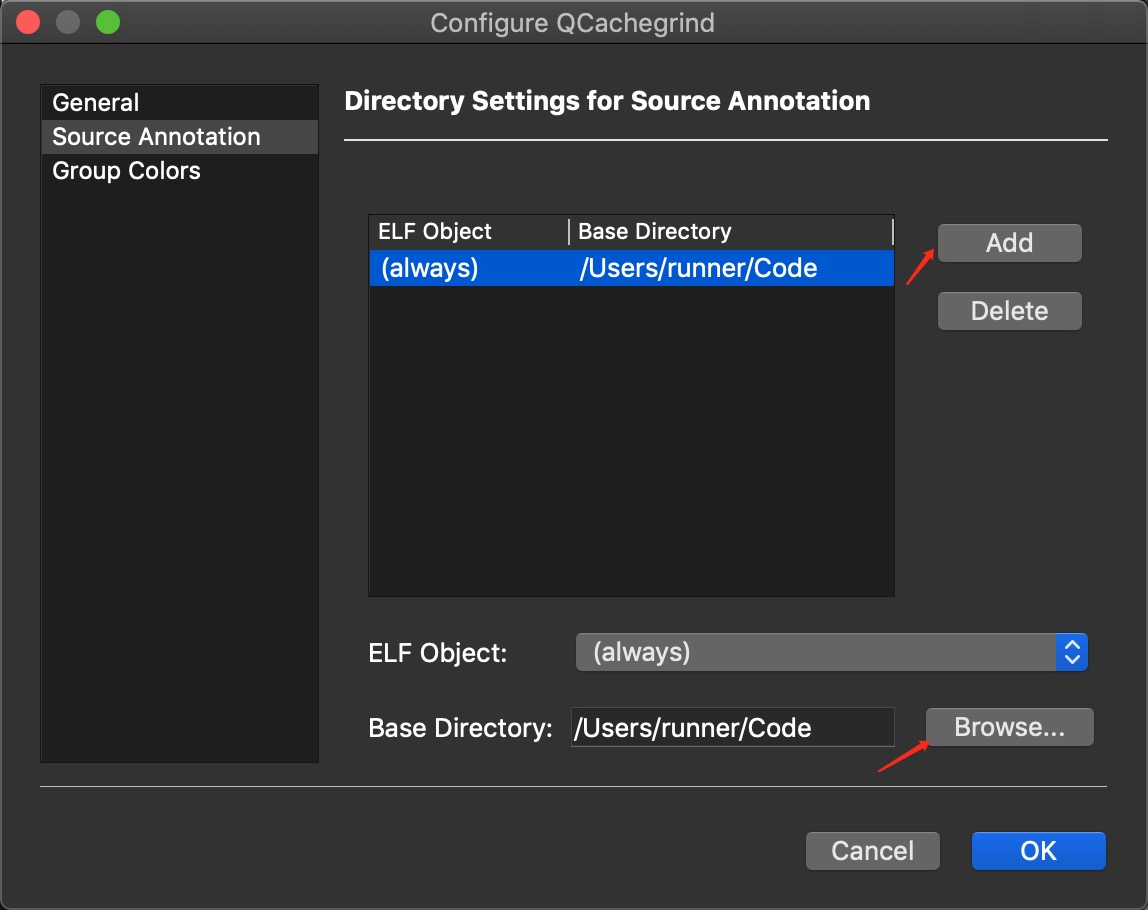 Configure QCachegrind
General
Source Annotation
Group Colors
Directory Settings for Source Annotation
ELF Object Base Directory
(always) /Users/runner/Code
Add
Delete
ELF Object: (always)
Base Directory: /Users/runner/Code Browse...
Cancel OK